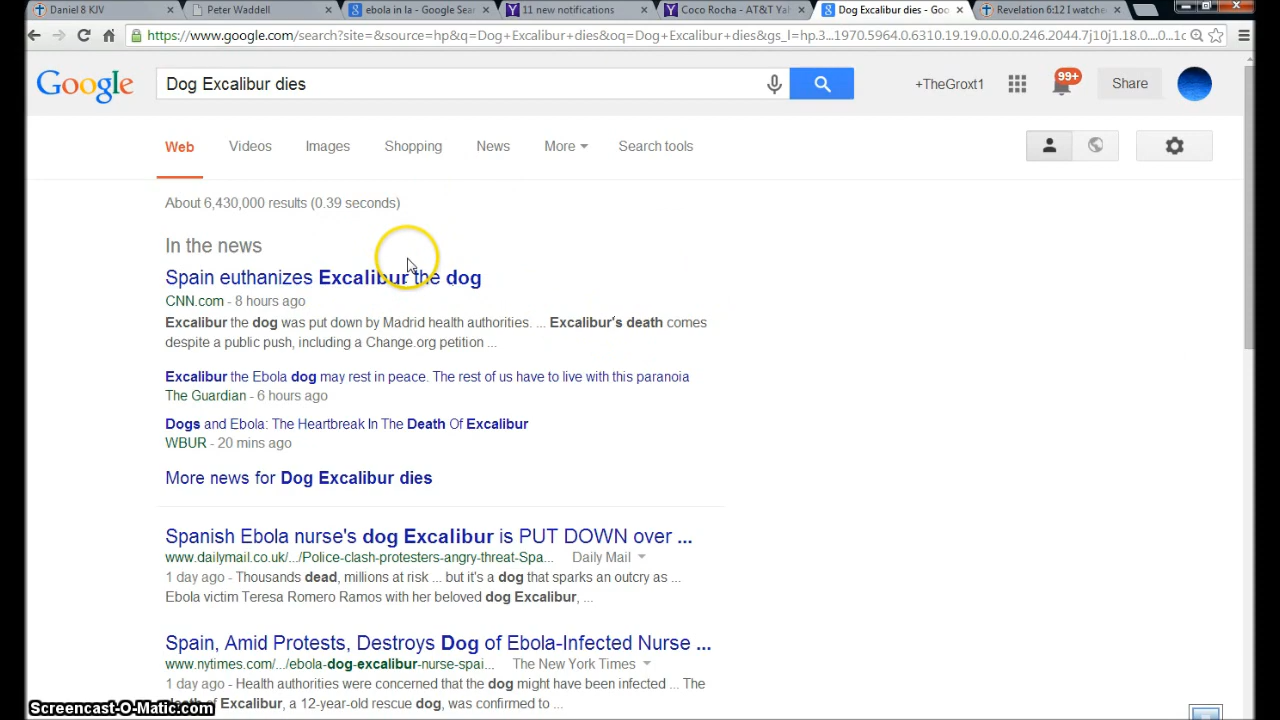 Daniel 8 KJV
Peter Waddell
ebola in la - Google Sear
11 new notifications
Coco Rocha - AT&T Yah
Dog Excalibur dies - Goo
Revelation 6:12 I watche
https://www.google.com/search?site=&source=hp&q=Dog+Excalibur+dies&oq=Dog+Excalibur+dies&gs_l=hp.3...1970.5964.0.6310.19.19.0.0.0.0.246.2044.7j10j1.18.0....0...1c
Google
Dog Excalibur dies
+TheGroxt1
99+
Share
Web
Videos
Images
Shopping
News
More
Search tools
About 6,430,000 results (0.39 seconds)
In the news
Spain euthanizes Excalibur the dog
CNN.com - 8 hours ago
Excalibur the dog was put down by Madrid health authorities. ... Excalibur's death comes
despite a public push, including a Change.org petition ...
Excalibur the Ebola dog may rest in peace. The rest of us have to live with this paranoia
The Guardian - 6 hours ago
Dogs and Ebola: The Heartbreak In The Death Of Excalibur
WBUR - 20 mins ago
More news for Dog Excalibur dies
Spanish Ebola nurse's dog Excalibur is PUT DOWN over ...
www.dailymail.co.uk/.../Police-clash-protesters-angry-threat-Spa... Daily Mail
1 day ago - Thousands dead, millions at risk ... but it's a dog that sparks an outcry as ...
Ebola victim Teresa Romero Ramos with her beloved dog Excalibur, ...
Spain, Amid Protests, Destroys Dog of Ebola-Infected Nurse ...
www.nytimes.com/.../ebola-dog-excalibur-nurse-spai... The New York Times
1 day ago - Health authorities were concerned that the dog might have been infected ... The
death of Excalibur, a 12-year-old rescue dog, was confirmed to ...
Screencast-O-Matic.com